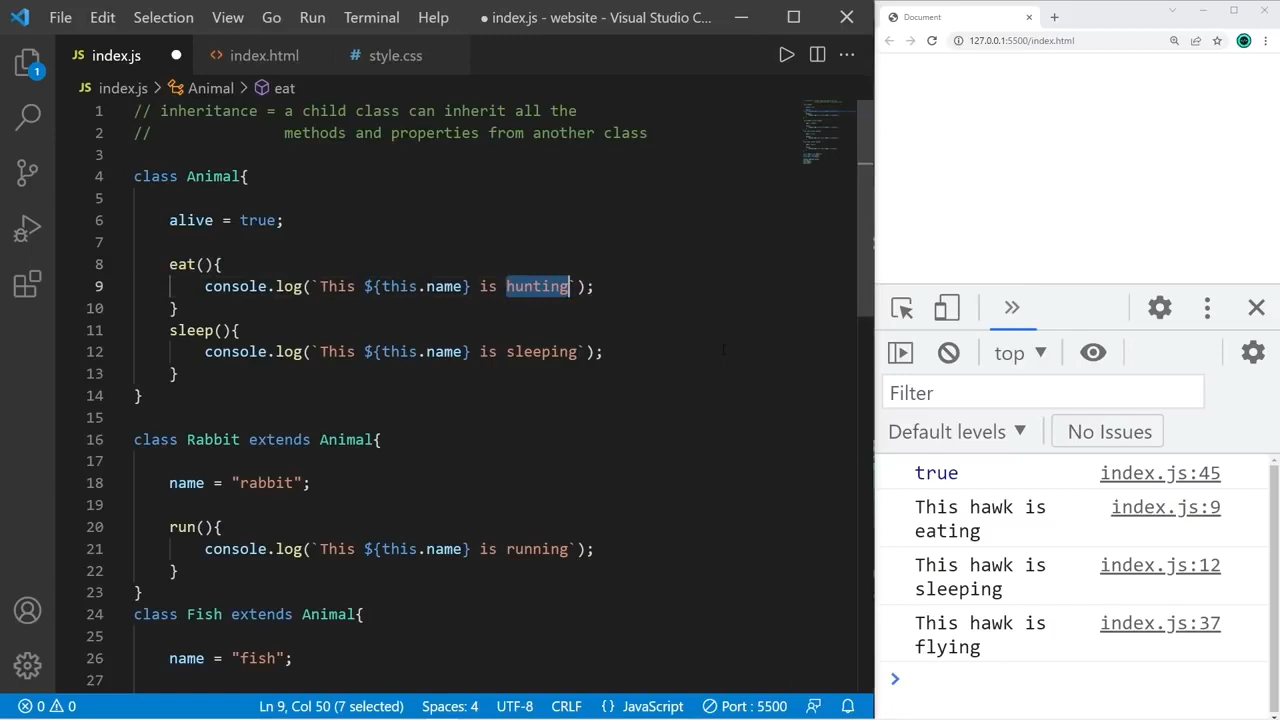 File Edit Selection View Go Run Terminal Help ● index.js - website - Visual Studio C...
JS index.js ● <> index.html # style.css
JS index.js > Animal > eat
1 // inheritance = a child class can inherit all the
2 // methods and properties from another class
3
4 class Animal{
5
6 alive = true;
7
8 eat(){
9 console.log(`This ${this.name} is hunting`);
10 }
11 sleep(){
12 console.log(`This ${this.name} is sleeping`);
13 }
14 }
15
16 class Rabbit extends Animal{
17
18 name = "rabbit";
19
20 run(){
21 console.log(`This ${this.name} is running`);
22 }
23 }
24 class Fish extends Animal{
25
26 name = "fish";
27
1
0 0 Ln 9, Col 50 (7 selected) Spaces: 4 UTF-8 CRLF {} JavaScript Port : 5500
Document
127.0.0.1:5500/index.html
top ▼
Filter
Default levels ▼ No Issues
true index.js:45
This hawk is index.js:9
eating
This hawk is index.js:12
sleeping
This hawk is index.js:37
flying